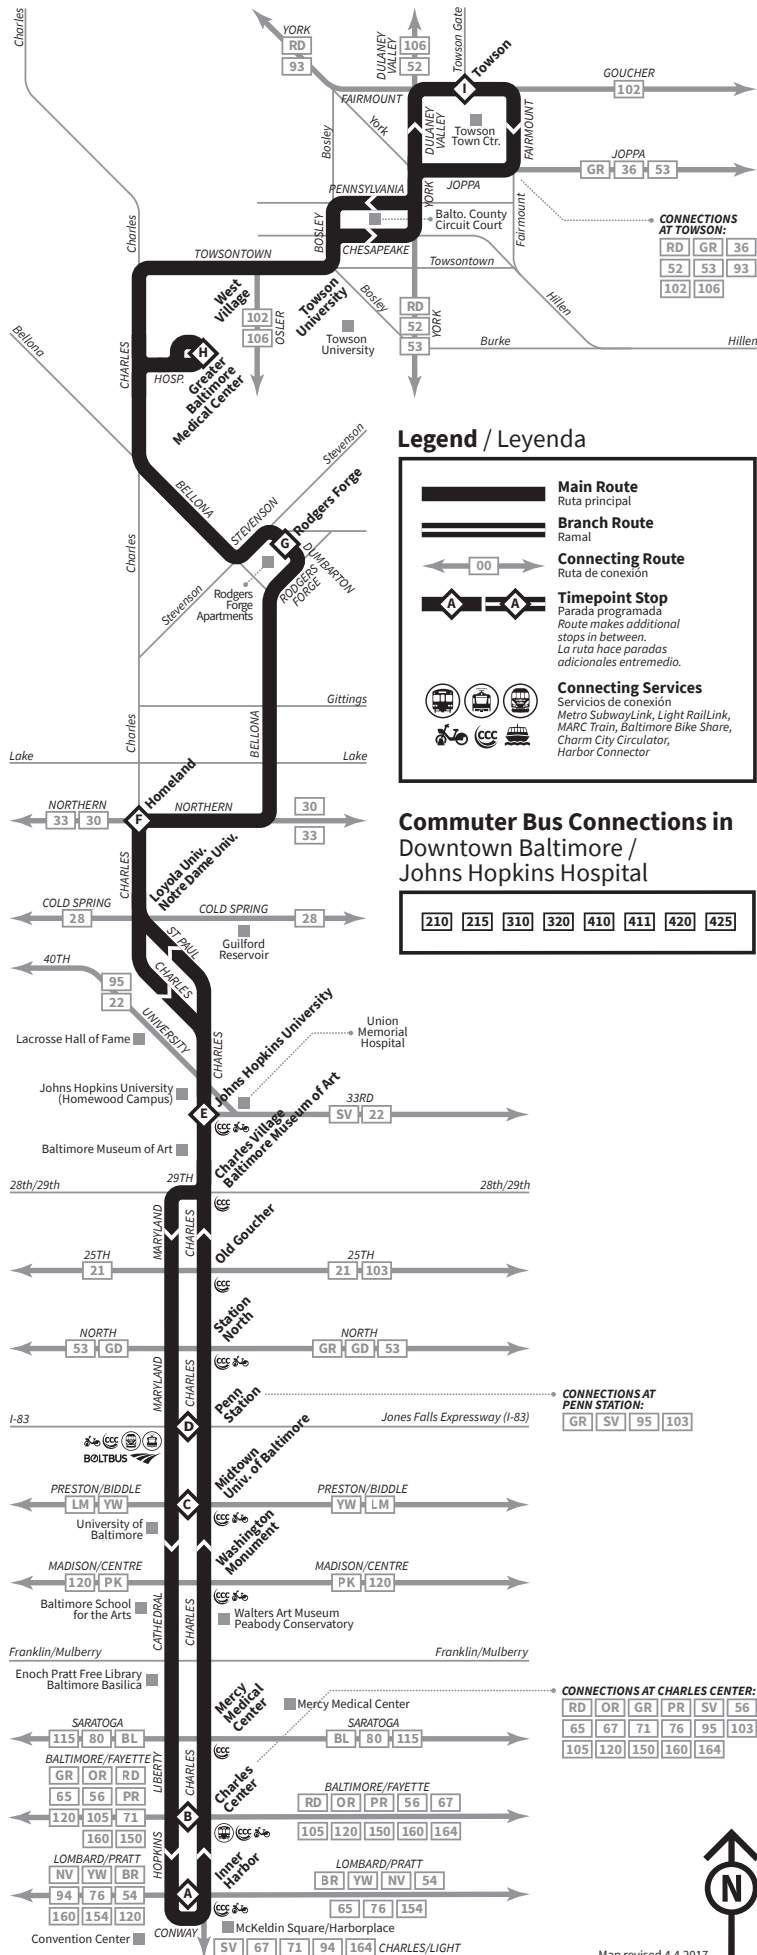 Charles
YORK
RD
93
DULANEY
VALLEY
106
52
Towson Gate
Towson
GOUCHER
102
FAIRMOUNT
York
Bosley
DULANEY
VALLEY
I
Towson
Town Ctr.
FAIRMOUNT
JOPPA
GR 36 53
PENNSYLVANIA
YORK
JOPPA
Charles
BOSLEY
Balto. County
Circuit Court
Fairmount
CONNECTIONS
AT TOWSON:
RD GR 36
52 53 93
102 106
CHESAPEAKE
TOWSONTOWN
Towsontown
West
Village
102
106
OSLER
Towson
University
Bosley
Towson
University
RD
52
53
YORK
Hillen
Burke
Hillen
Bellona
CHARLES
HOSP.
H
Greater
Baltimore
Medical Center
BELLONA
Stevenson
STEVENSON
Rodgers Forge
G
DUMBARTON
RODGERS
FORGE
Rodgers
Forge
Apartments
Charles
Stevenson
Legend / Leyenda
Main Route
Ruta principal
Branch Route
Ramal
00
Connecting Route
Ruta de conexión
A A
Timepoint Stop
Parada programada
Route makes additional
stops in between.
La ruta hace paradas
adicionales entremedio.
CCC
Connecting Services
Servicios de conexión
Metro SubwayLink, Light RailLink,
MARC Train, Baltimore Bike Share,
Charm City Circulator,
Harbor Connector
Gittings
Charles
BELLONA
Lake
Lake
Homeland
NORTHERN
33 30
F
NORTHERN
30
33
Commuter Bus Connections in
Downtown Baltimore /
Johns Hopkins Hospital
210 215 310 320 410 411 420 425
CHARLES
Loyola Univ.
Notre Dame Univ.
COLD SPRING
28
COLD SPRING
28
ST PAUL
CHARLES
Guilford
Reservoir
40TH
95
22
UNIVERSITY
Lacrosse Hall of Fame
CHARLES
Johns Hopkins University
Union
Memorial
Hospital
Johns Hopkins University
(Homewood Campus)
E
33RD
SV 22
CCC
Charles Village
Baltimore Museum of Art
Baltimore Museum of Art
29TH
28th/29th
28th/29th
CCC
MARYLAND
CHARLES
Old Goucher
25TH
21
25TH
21 103
CCC
Station
North
NORTH
53 GD
NORTH
GR GD 53
CCC
MARYLAND
CHARLES
Penn
Station
CONNECTIONS AT
PENN STATION:
GR SV 95 103
I-83
D
Jones Falls Expressway (I-83)
CCC
BOLTBUS
Midtown
Univ. of Baltimore
PRESTON/BIDDLE
LM YW
C
PRESTON/BIDDLE
YW LM
CCC
University of
Baltimore
Washington
Monument
MADISON/CENTRE
120 PK
MADISON/CENTRE
PK 120
CCC
Baltimore School
for the Arts
CATHEDRAL
CHARLES
Walters Art Museum
Peabody Conservatory
Franklin/Mulberry
Franklin/Mulberry
Enoch Pratt Free Library
Baltimore Basilica
Mercy
Medical
Center
Mercy Medical Center
CONNECTIONS AT CHARLES CENTER:
RD OR GR PR SV 56
65 67 71 76 95 103
105 120 150 160 164
SARATOGA
115 80 BL
SARATOGA
BL 80 115
CCC
BALTIMORE/FAYETTE
GR OR RD
65 56 PR
120 105 71
160 150
LIBERTY
CHARLES
Charles
Center
B
BALTIMORE/FAYETTE
RD OR PR 56 67
105 120 150 160 164
CCC
HOPKINS
Inner
Harbor
LOMBARD/PRATT
NV YW BR
94 76 54
160 154 120
A
LOMBARD/PRATT
BR YW NV 54
65 76 154
CCC
Convention Center
CONWAY
McKeldin Square/Harborplace
SV 67 71 94 164 CHARLES/LIGHT
N
Map revised 4.4.2017